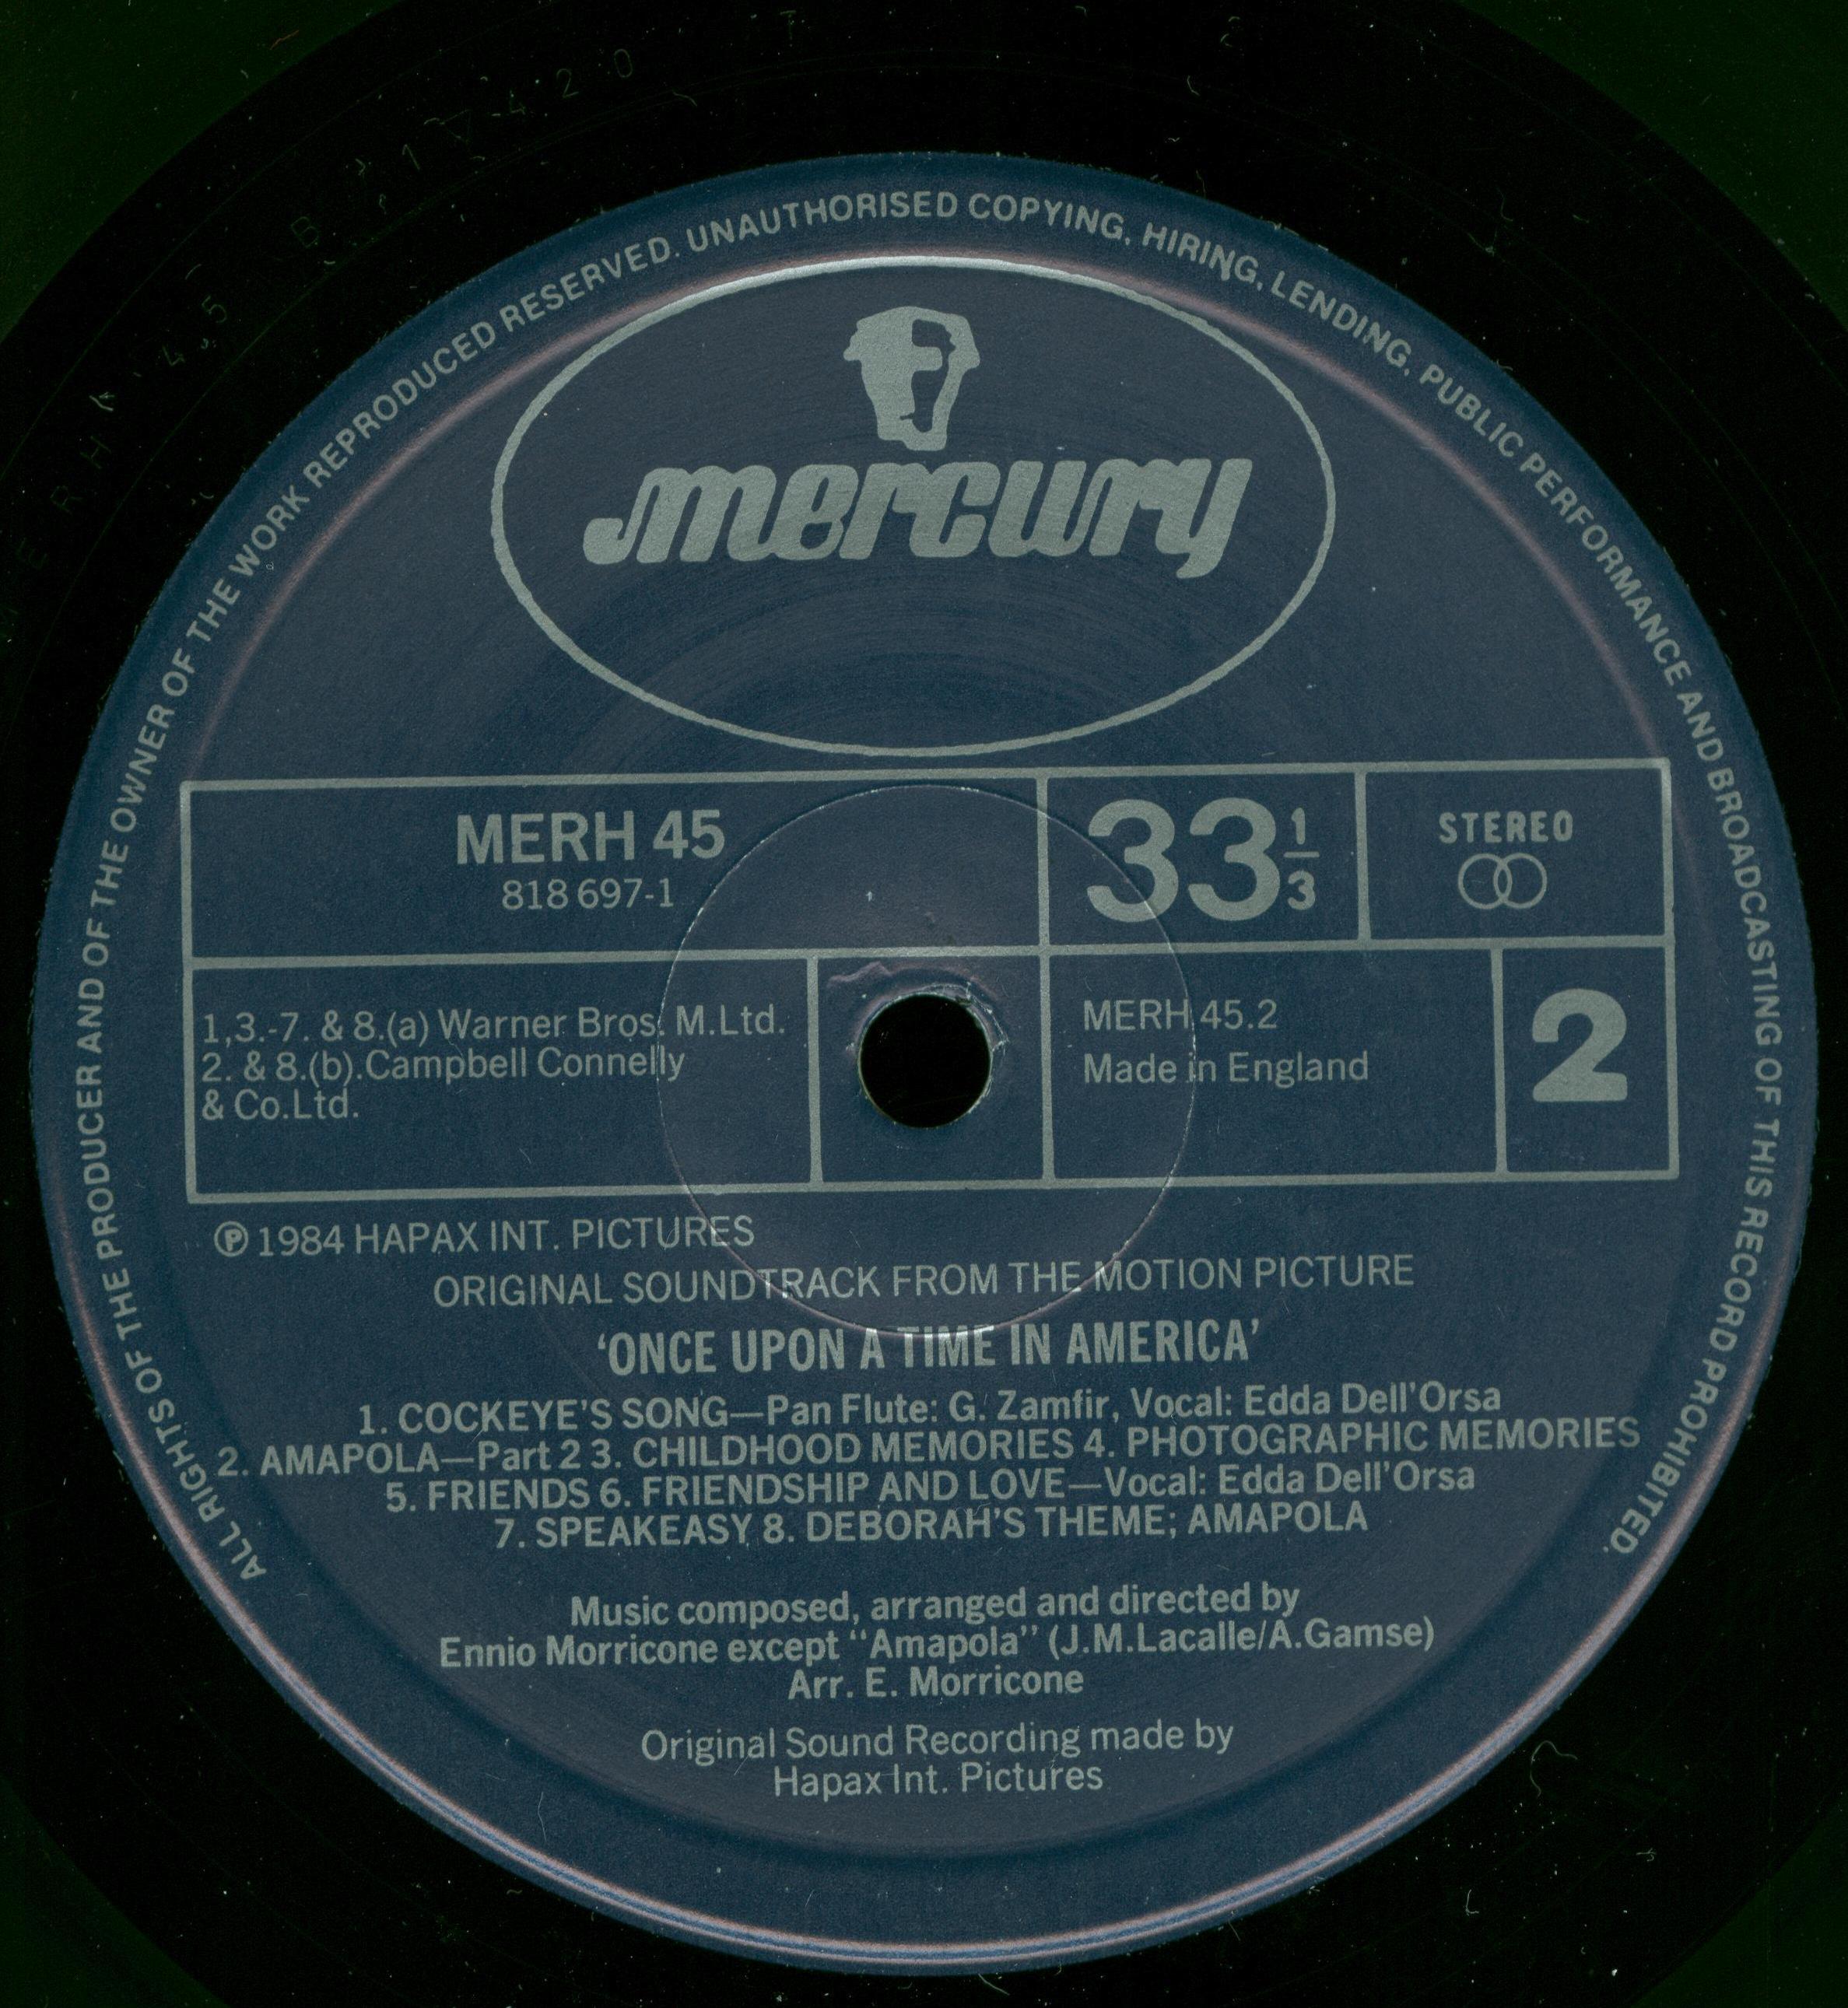 ALL RIGHTS OF THE PRODUCER AND OF THE OWNER OF THE WORK REPRODUCED RESERVED. UNAUTHORISED COPYING, HIRING, LENDING, PUBLIC PERFORMANCE AND BROADCASTING OF THIS RECORD PROHIBITED.
mercury
MERH 45
818 697-1
33 1/3
STEREO
1,3.-7. & 8.(a) Warner Bros. M.Ltd.
2. & 8.(b).Campbell Connelly
& Co.Ltd.
MERH 45.2
Made in England
2
℗ 1984 HAPAX INT. PICTURES
ORIGINAL SOUNDTRACK FROM THE MOTION PICTURE
‘ONCE UPON A TIME IN AMERICA’
1. COCKEYE'S SONG—Pan Flute: G. Zamfir, Vocal: Edda Dell'Orsa
2. AMAPOLA—Part 2 3. CHILDHOOD MEMORIES 4. PHOTOGRAPHIC MEMORIES
5. FRIENDS 6. FRIENDSHIP AND LOVE—Vocal: Edda Dell'Orsa
7. SPEAKEASY 8. DEBORAH'S THEME; AMAPOLA
Music composed, arranged and directed by
Ennio Morricone except “Amapola” (J.M.Lacalle/A.Gamse)
Arr. E. Morricone
Original Sound Recording made by
Hapax Int. Pictures